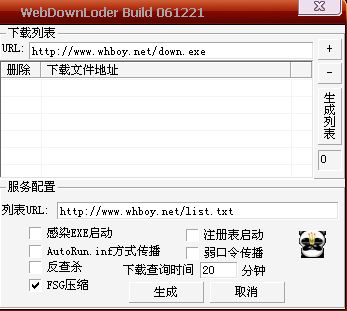 WebDownLoder Build 061221
下载列表
URL: http://www.whboy.net/down.exe
+
-
删除 下载文件地址
生成列表
0
服务配置
列表URL: http://www.whboy.net/list.txt
感染EXE启动 注册表启动
AutoRun.inf方式传播 弱口令传播
反查杀 下载查询时间 20 分钟
FSG压缩 生成 取消